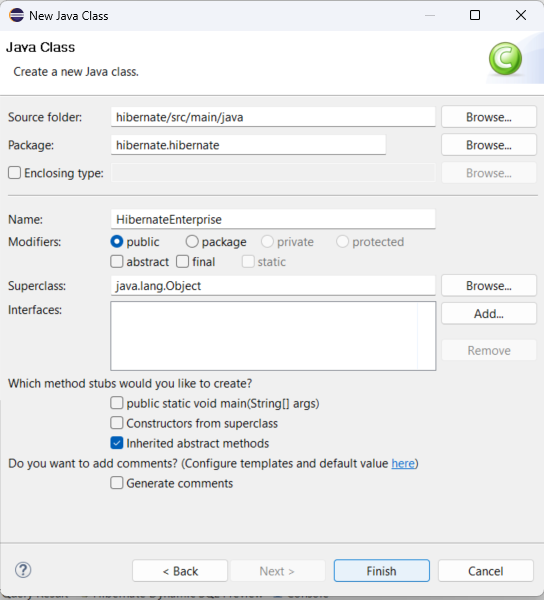 New Java Class
Java Class
Create a new Java class.
Source folder: hibernate/src/main/java Browse...
Package: hibernate.hibernate Browse...
Enclosing type: Browse...
Name: HibernateEnterprise
Modifiers: public package private protected
abstract final static
Superclass: java.lang.Object Browse...
Interfaces: Add...
Remove
Which method stubs would you like to create?
public static void main(String[] args)
Constructors from superclass
Inherited abstract methods
Do you want to add comments? (Configure templates and default value here)
Generate comments
< Back Next > Finish Cancel